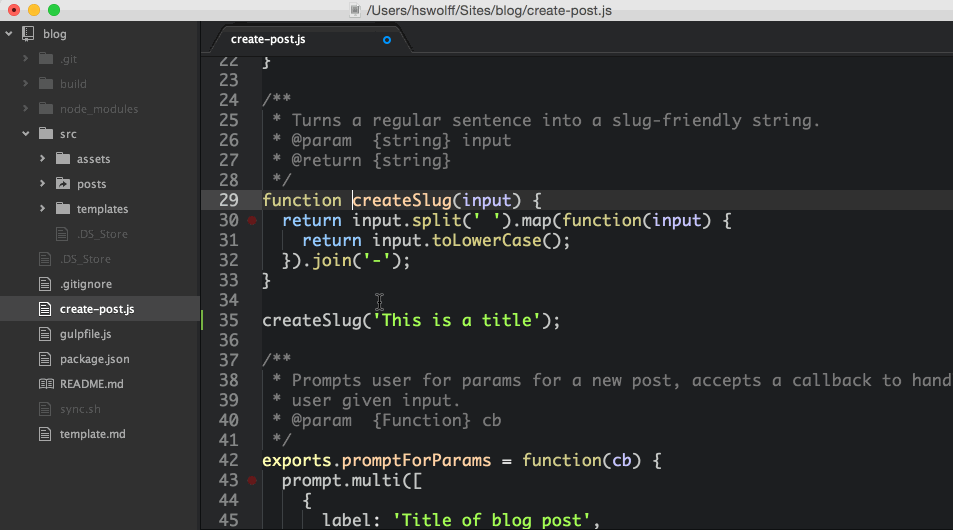 /Users/hswolff/Sites/blog/create-post.js
blog
.git
build
node_modules
src
assets
posts
templates
.DS_Store
.DS_Store
.gitignore
create-post.js
gulpfile.js
package.json
README.md
sync.sh
template.md
create-post.js
22 }
23
24 /**
25  * Turns a regular sentence into a slug-friendly string.
26  * @param  {string} input
27  * @return {string}
28  */
29 function createSlug(input) {
30   return input.split(' ').map(function(input) {
31     return input.toLowerCase();
32   }).join('-');
33 }
34
35 createSlug('This is a title');
36
37 /**
38  * Prompts user for params for a new post, accepts a callback to hand
39  * user given input.
40  * @param  {Function} cb
41  */
42 exports.promptForParams = function(cb) {
43   prompt.multi([
44     {
45       label: 'Title of blog post',